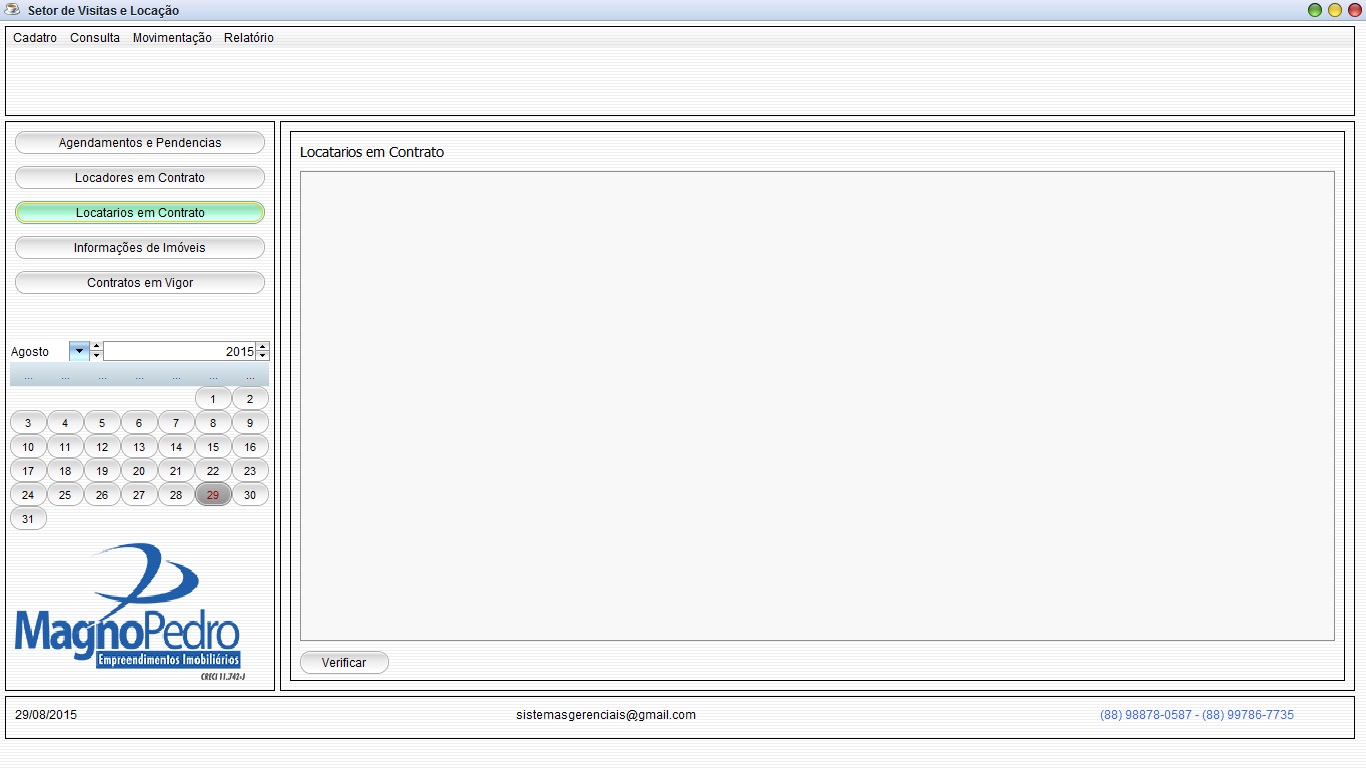 Setor de Visitas e Locação
Cadatro Consulta Movimentação Relatório
Agendamentos e Pendencias
Locadores em Contrato
Locatarios em Contrato
Informações de Imóveis
Contratos em Vigor
Agosto 2015
... ... ... ... ... ... ...
1 2
3 4 5 6 7 8 9
10 11 12 13 14 15 16
17 18 19 20 21 22 23
24 25 26 27 28 29 30
31
MagnoPedro
Empreendimentos Imobiliários
CRECI 11.742-J
Locatarios em Contrato
Verificar
29/08/2015
sistemasgerenciais@gmail.com
(88) 98878-0587 - (88) 99786-7735